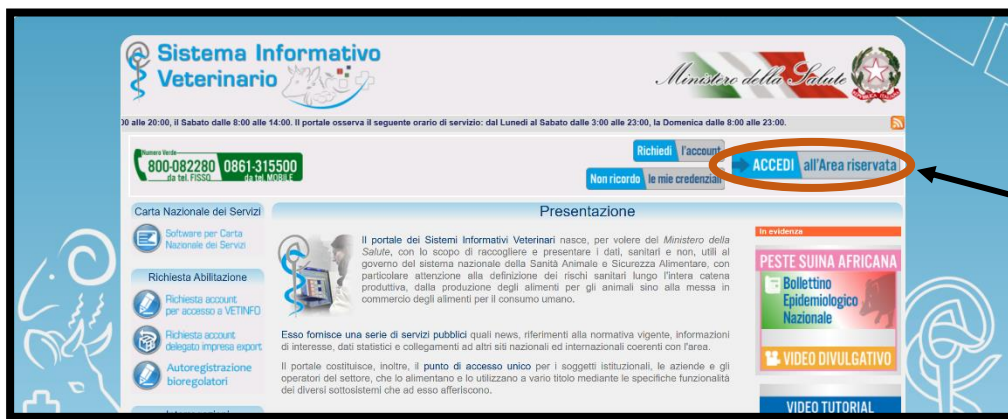 Sistema Informativo
Veterinario
Ministero della Salute
00 alle 20:00, il Sabato dalle 8:00 alle 14:00. Il portale osserva il seguente orario di servizio: dal Lunedì al Sabato dalle 3:00 alle 23:00, la Domenica dalle 8:00 alle 23:00.
Numero Verde
800-082280 0861-315500
da tel. FISSO da tel. MOBILE
Richiedi l'account
Non ricordo le mie credenziali
ACCEDI all'Area riservata
Carta Nazionale dei Servizi
Software per Carta
Nazionale dei Servizi
Richiesta Abilitazione
Richiesta account
per accesso a VETINFO
Richiesta account
delegato impresa export
Autoregistrazione
bioregolatori
Presentazione
Il portale dei Sistemi Informativi Veterinari nasce, per volere del Ministero della
Salute, con lo scopo di raccogliere e presentare i dati, sanitari e non, utili al
governo del sistema nazionale della Sanità Animale e Sicurezza Alimentare, con
particolare attenzione alla definizione dei rischi sanitari lungo l'intera catena
produttiva, dalla produzione degli alimenti per gli animali sino alla messa in
commercio degli alimenti per il consumo umano.
Esso fornisce una serie di servizi pubblici quali news, riferimenti alla normativa vigente, informazioni
di interesse, dati statistici e collegamenti ad altri siti nazionali ed internazionali coerenti con l'area.
Il portale costituisce, inoltre, il punto di accesso unico per i soggetti istituzionali, le aziende e gli
operatori del settore, che lo alimentano e lo utilizzano a vario titolo mediante le specifiche funzionalità
dei diversi sottosistemi che ad esso afferiscono.
In evidenza
PESTE SUINA AFRICANA
Bollettino
Epidemiologico
Nazionale
VIDEO DIVULGATIVO
VIDEO TUTORIAL